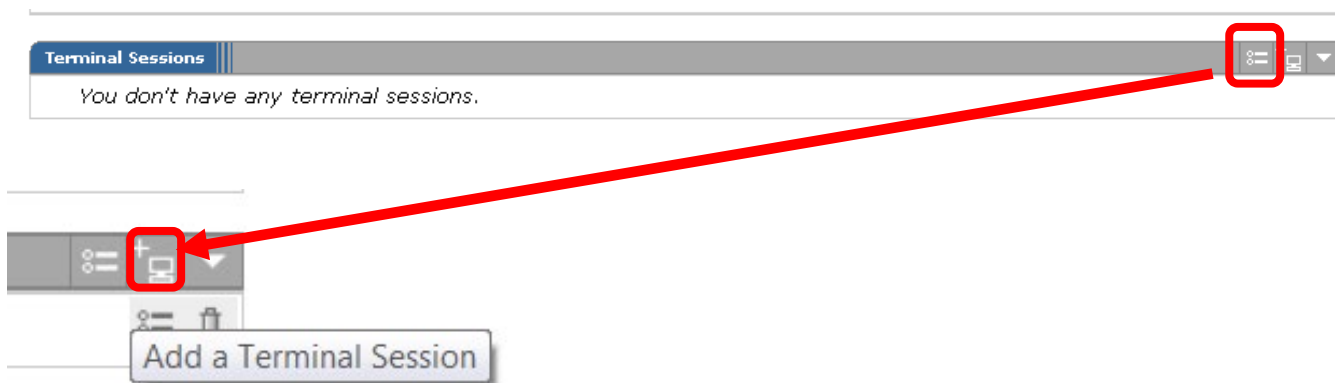 Terminal Sessions
You don't have any terminal sessions.
Add a Terminal Session